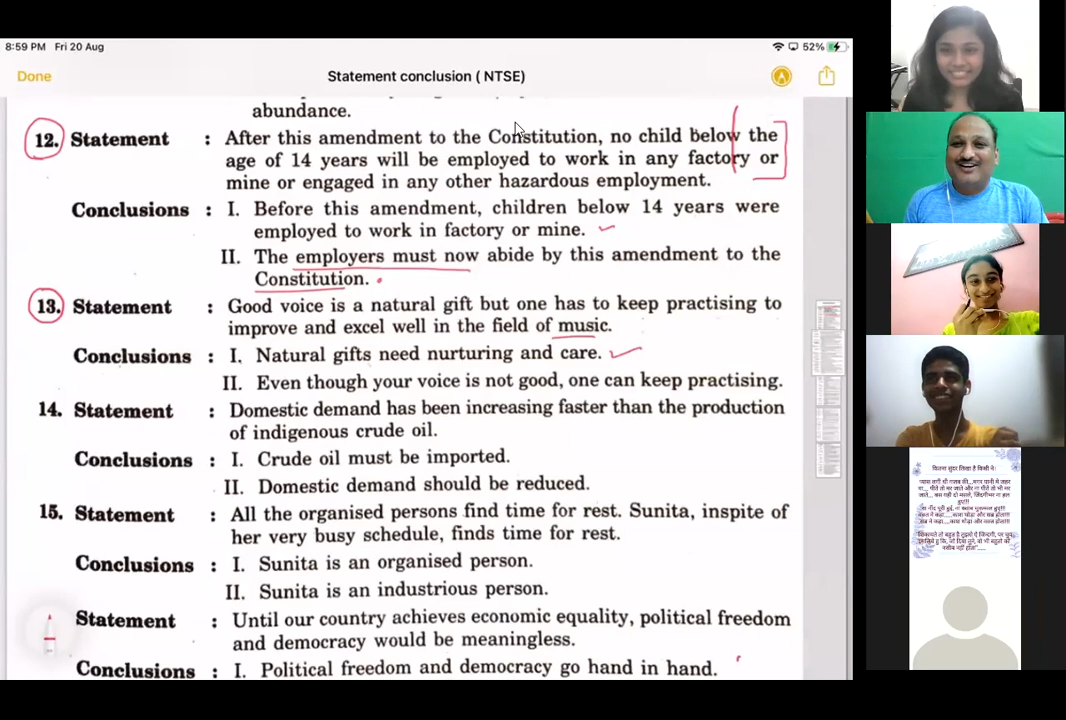 8:59 PM Fri 20 Aug
52%
Done
Statement conclusion ( NTSE)
abundance.
12. Statement : After this amendment to the Constitution, no child below the
age of 14 years will be employed to work in any factory or
mine or engaged in any other hazardous employment.
Conclusions : I. Before this amendment, children below 14 years were
employed to work in factory or mine.
II. The employers must now abide by this amendment to the
Constitution.
13. Statement : Good voice is a natural gift but one has to keep practising to
improve and excel well in the field of music.
Conclusions : I. Natural gifts need nurturing and care.
II. Even though your voice is not good, one can keep practising.
14. Statement : Domestic demand has been increasing faster than the production
of indigenous crude oil.
Conclusions : I. Crude oil must be imported.
II. Domestic demand should be reduced.
15. Statement : All the organised persons find time for rest. Sunita, inspite of
her very busy schedule, finds time for rest.
Conclusions : I. Sunita is an organised person.
II. Sunita is an industrious person.
Statement : Until our country achieves economic equality, political freedom
and democracy would be meaningless.
Conclusions : I. Political freedom and democracy go hand in hand.
कितना सुंदर लिखा है किसी ने।